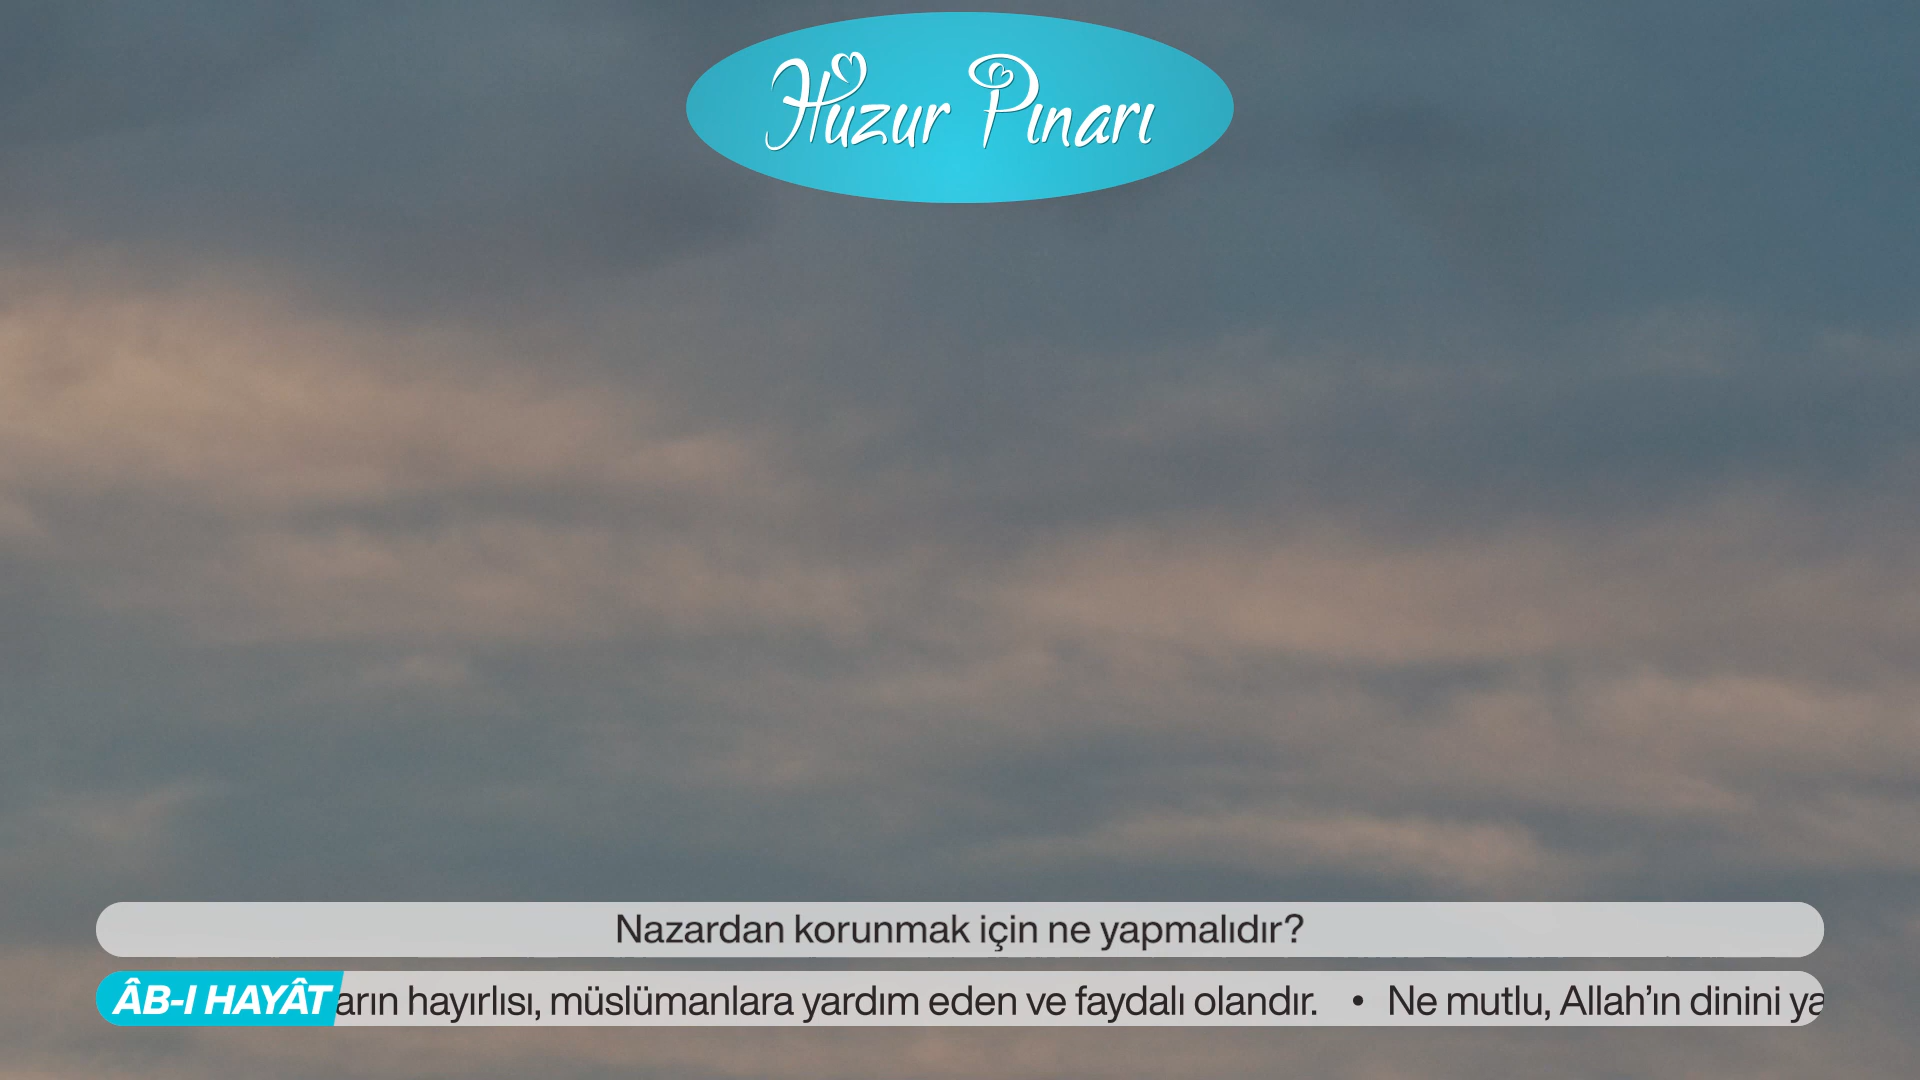 Huzur Pınarı
Nazardan korunmak için ne yapmalıdır?
ÂB-I HAYÂT
hayırlısı, müslümanlara yardım eden ve faydalı olandır. • Ne mutlu, Allah’ın dinini